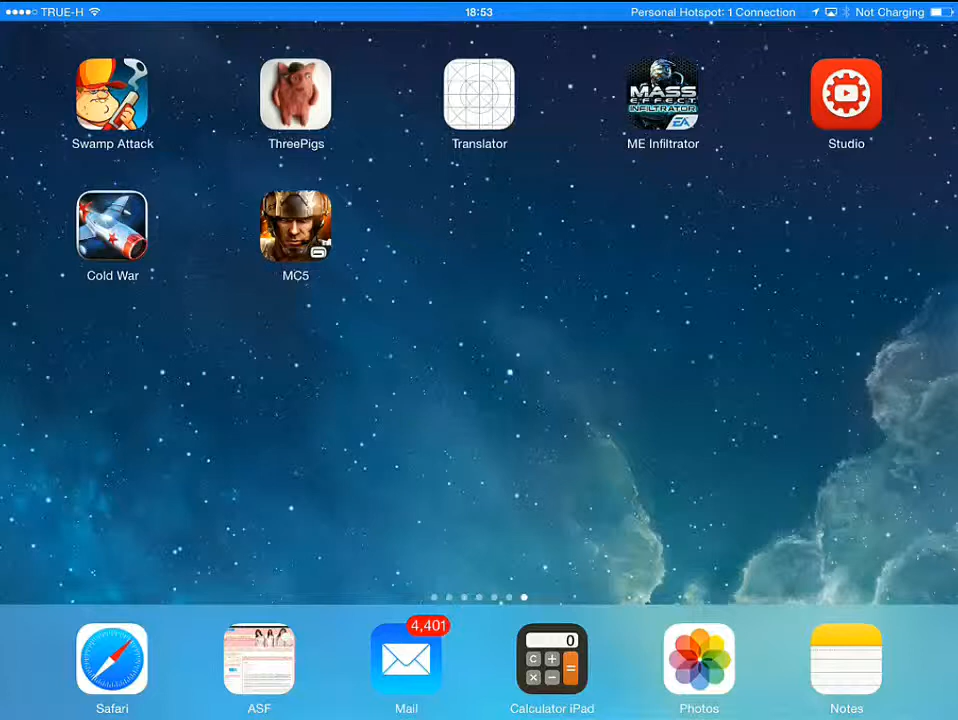 TRUE-H 18:53 Personal Hotspot: 1 Connection Not Charging
MASS
EFFECT
INFILTRATOR
EA
Swamp Attack ThreePigs Translator ME Infiltrator Studio
Cold War MC5
4,401
0
C + = × −
Safari ASF Mail Calculator iPad Photos Notes